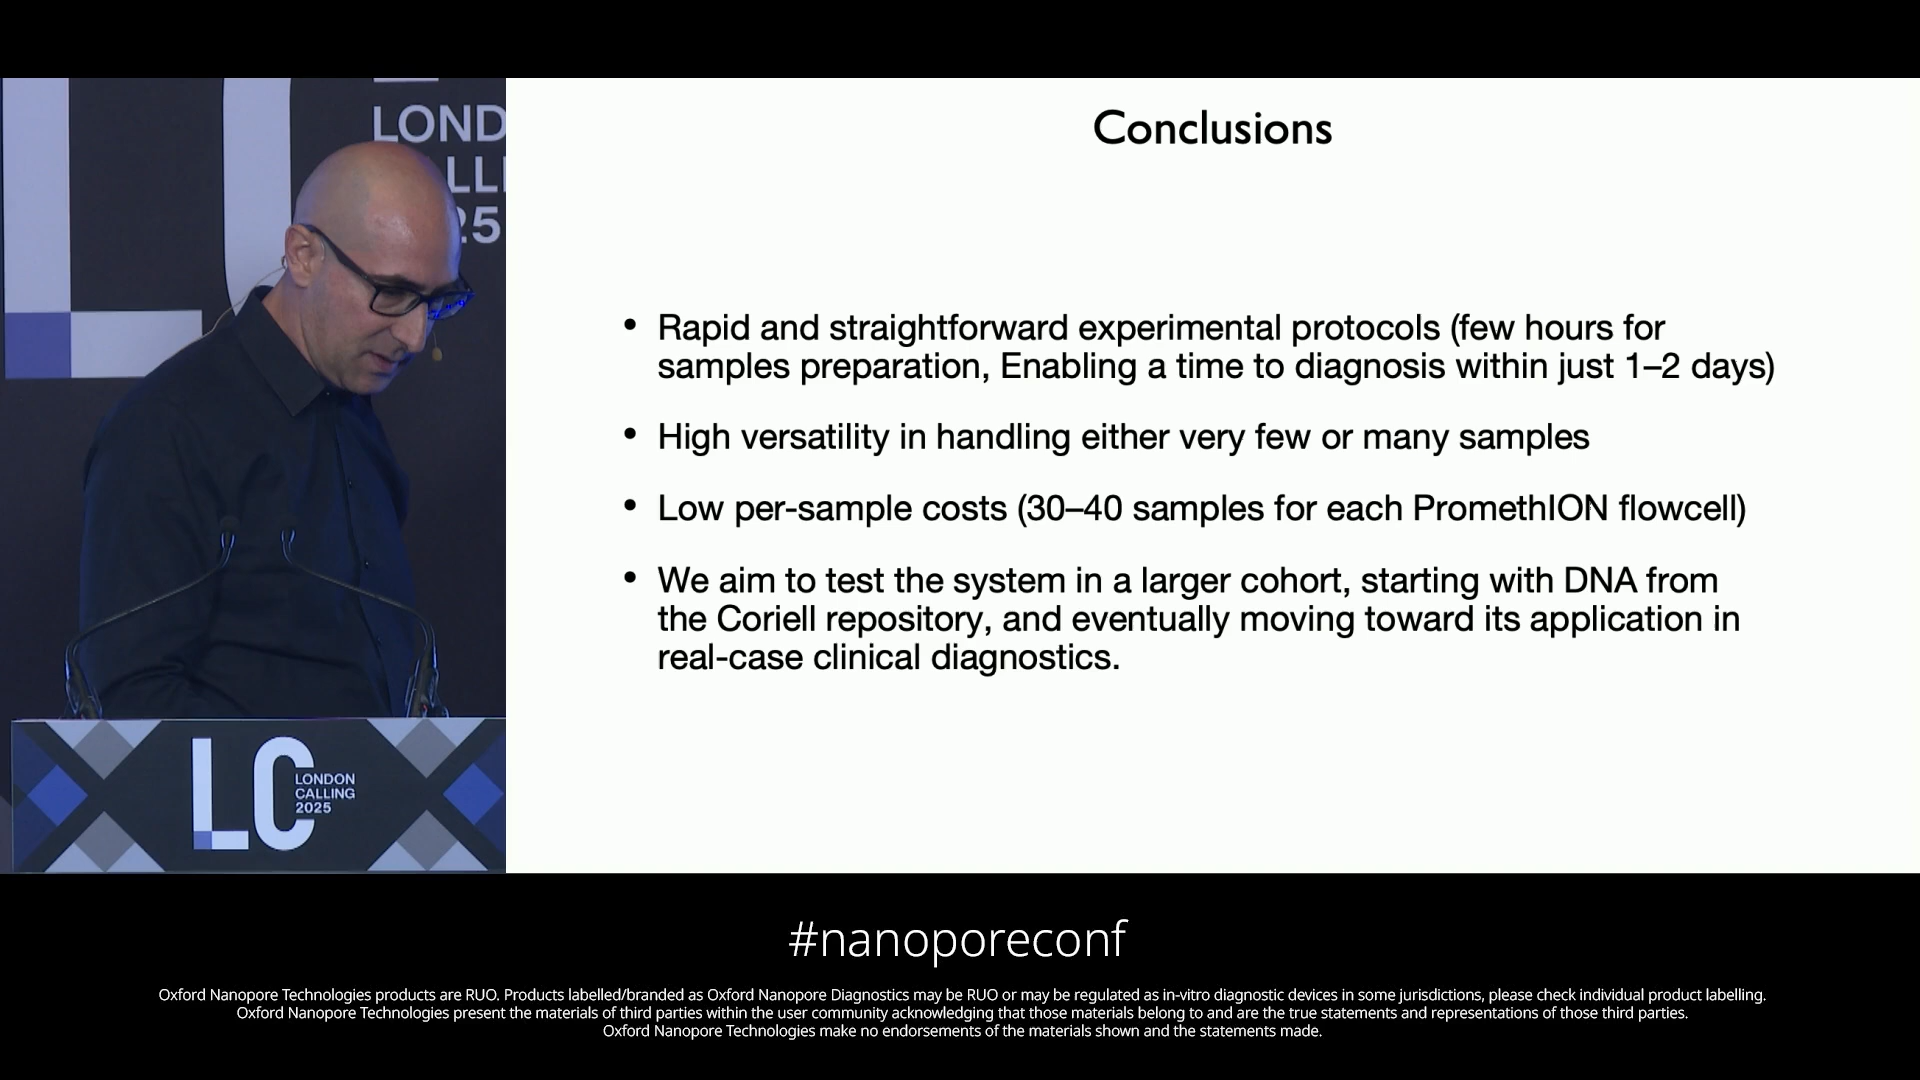 LOND
LLI
25
LC
LONDON
CALLING
2025
Conclusions
• Rapid and straightforward experimental protocols (few hours for
samples preparation, Enabling a time to diagnosis within just 1–2 days)
• High versatility in handling either very few or many samples
• Low per-sample costs (30–40 samples for each PromethION flowcell)
• We aim to test the system in a larger cohort, starting with DNA from
the Coriell repository, and eventually moving toward its application in
real-case clinical diagnostics.
#nanoporeconf
Oxford Nanopore Technologies products are RUO. Products labelled/branded as Oxford Nanopore Diagnostics may be RUO or may be regulated as in-vitro diagnostic devices in some jurisdictions, please check individual product labelling.
Oxford Nanopore Technologies present the materials of third parties within the user community acknowledging that those materials belong to and are the true statements and representations of those third parties.
Oxford Nanopore Technologies make no endorsements of the materials shown and the statements made.